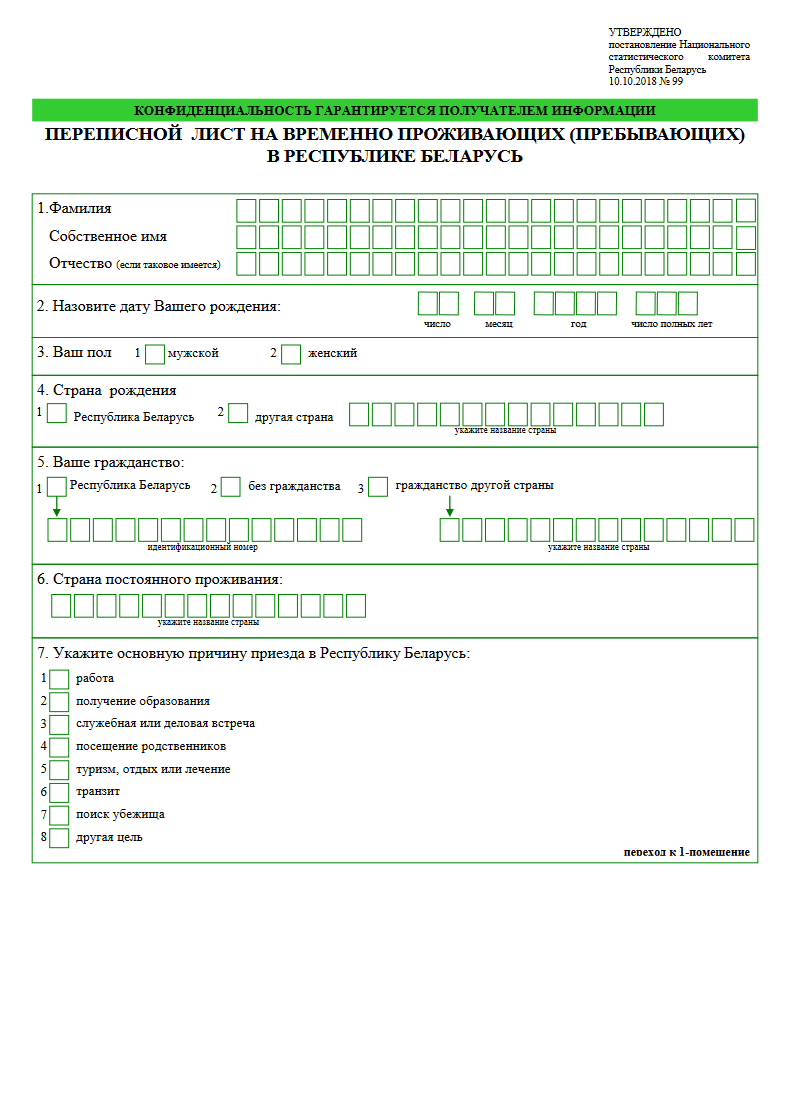 УТВЕРЖДЕНО
постановление Национального
статистического комитета
Республики Беларусь
10.10.2018 № 99
КОНФИДЕНЦИАЛЬНОСТЬ ГАРАНТИРУЕТСЯ ПОЛУЧАТЕЛЕМ ИНФОРМАЦИИ
ПЕРЕПИСНОЙ ЛИСТ НА ВРЕМЕННО ПРОЖИВАЮЩИХ (ПРЕБЫВАЮЩИХ)
В РЕСПУБЛИКЕ БЕЛАРУСЬ
1.Фамилия
Собственное имя
Отчество (если таковое имеется)
2. Назовите дату Вашего рождения:
число месяц год число полных лет
3. Ваш пол 1 мужской 2 женский
4. Страна рождения
1 Республика Беларусь 2 другая страна
укажите название страны
5. Ваше гражданство:
1 Республика Беларусь 2 без гражданства 3 гражданство другой страны
идентификационный номер укажите название страны
6. Страна постоянного проживания:
укажите название страны
7. Укажите основную причину приезда в Республику Беларусь:
1 работа
2 получение образования
3 служебная или деловая встреча
4 посещение родственников
5 туризм, отдых или лечение
6 транзит
7 поиск убежища
8 другая цель
переход к 1-помещение